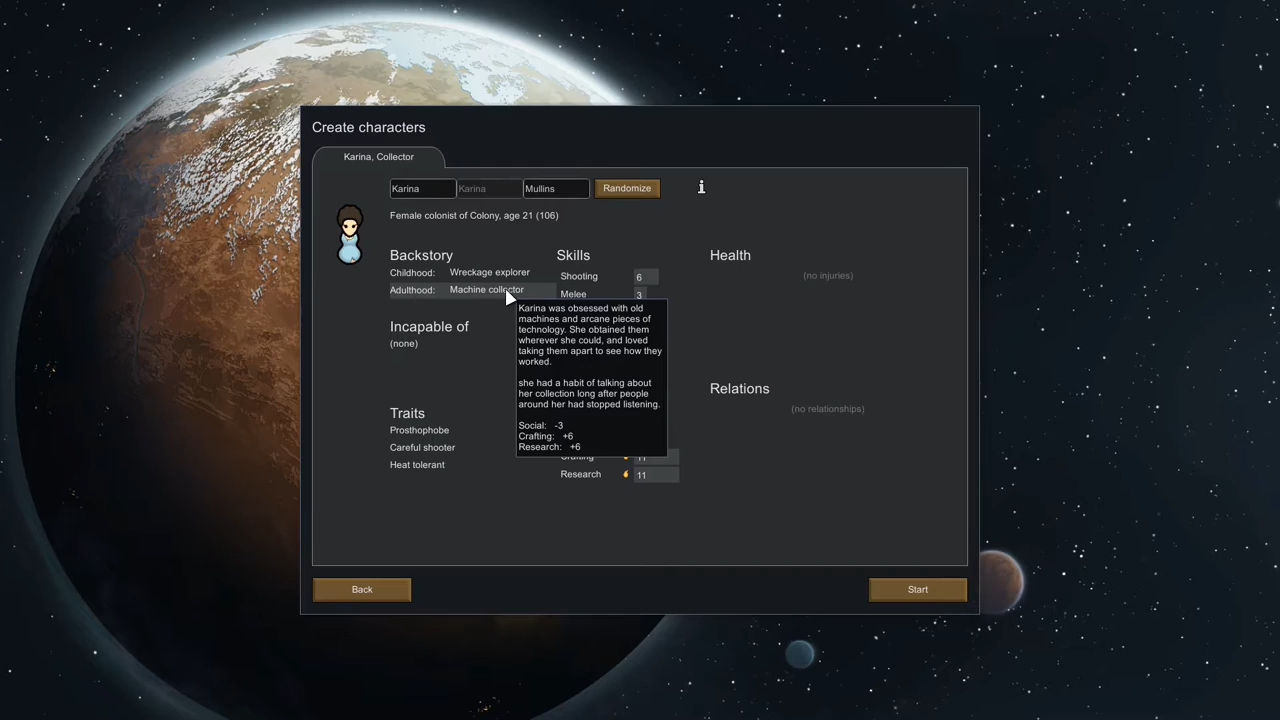 Create characters
Karina, Collector
Karina Karina Mullins Randomize
Female colonist of Colony, age 21 (106)
Backstory
Childhood: Wreckage explorer
Adulthood: Machine collector
Incapable of
(none)
Traits
Prosthophobe
Careful shooter
Heat tolerant
Skills
Shooting 6
Melee 3
Karina was obsessed with old
machines and arcane pieces of
technology. She obtained them
wherever she could, and loved
taking them apart to see how they
worked.
she had a habit of talking about
her collection long after people
around her had stopped listening.
Social: -3
Crafting: +6
Research: +6
Crafting 11
Research 11
Health
(no injuries)
Relations
(no relationships)
Back
Start